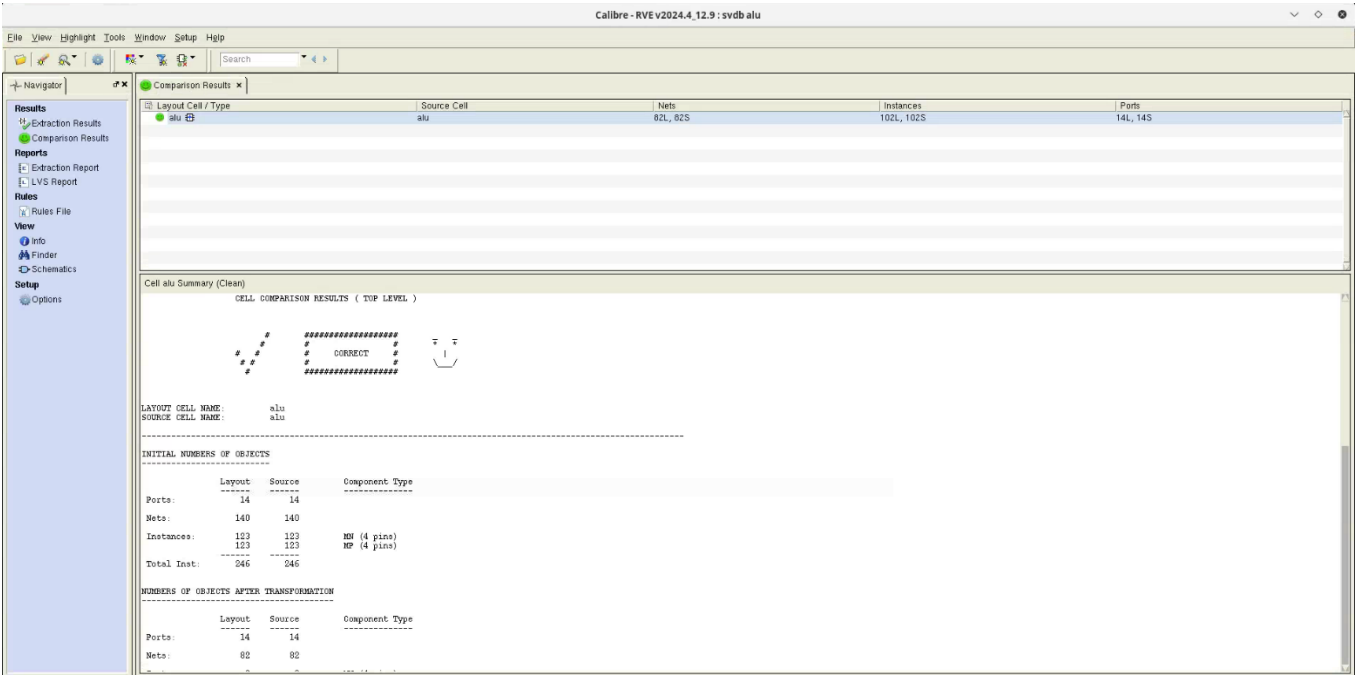 Calibre - RVE v2024.4_12.9 : svdb alu
File View Highlight Tools Window Setup Help
Search
Navigator
Comparison Results
Results
Extraction Results
Comparison Results
Reports
Extraction Report
LVS Report
Rules
Rules File
View
Info
Finder
Schematics
Setup
Options
Layout Cell / Type Source Cell Nets Instances Ports
alu alu 82L, 82S 102L, 102S 14L, 14S
Cell alu Summary (Clean)
CELL COMPARISON RESULTS ( TOP LEVEL )
# ###################
# # #
# # # CORRECT #
# # # #
# ###################
LAYOUT CELL NAME: alu
SOURCE CELL NAME: alu
INITIAL NUMBERS OF OBJECTS
Layout Source Component Type
Ports: 14 14
Nets: 140 140
Instances: 123 123 MN (4 pins)
123 123 MP (4 pins)
Total Inst: 246 246
NUMBERS OF OBJECTS AFTER TRANSFORMATION
Layout Source Component Type
Ports: 14 14
Nets: 82 82